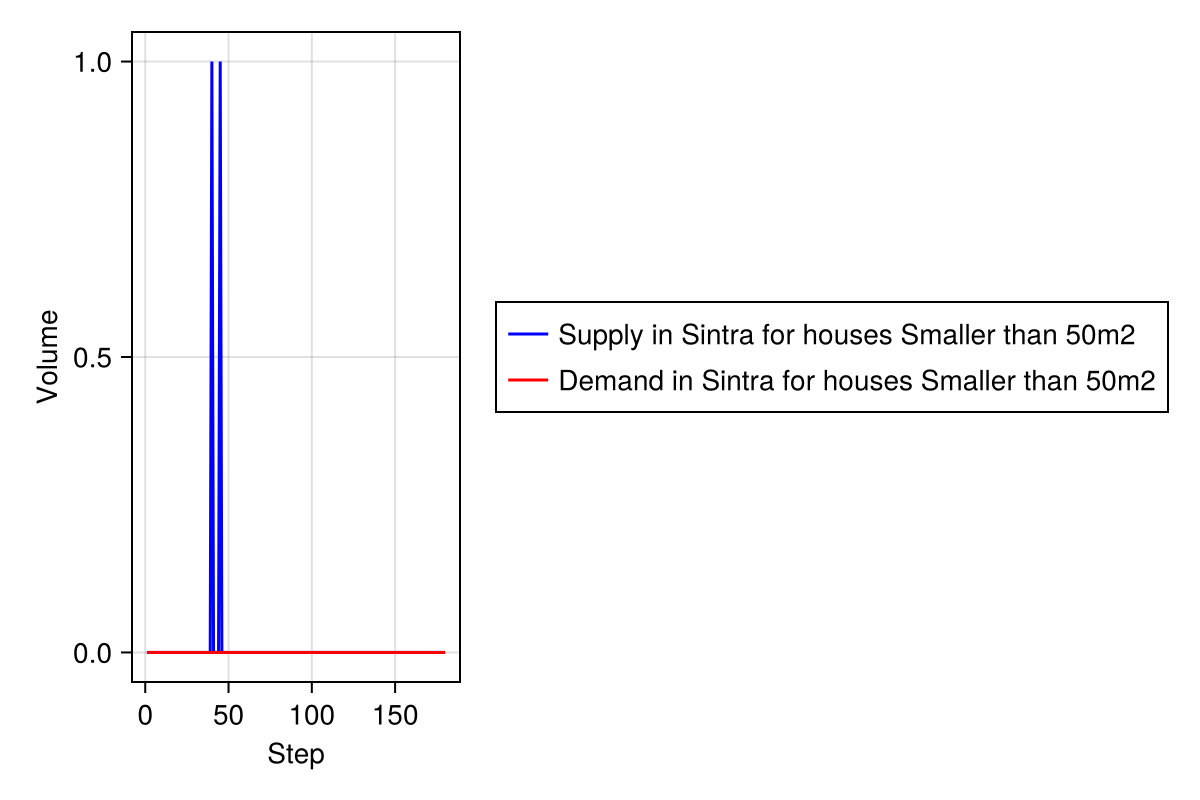 1.0
0.5
0.0
Volume
0
50
100
150
Step
Supply in Sintra for houses Smaller than 50m2
Demand in Sintra for houses Smaller than 50m2